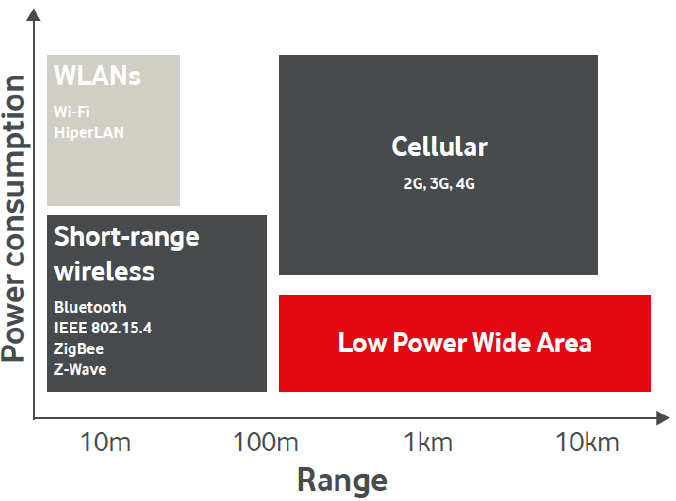 Power consumption
WLANs
Wi-Fi
HiperLAN
Cellular
2G, 3G, 4G
Short-range
wireless
Bluetooth
IEEE 802.15.4
ZigBee
Z-Wave
Low Power Wide Area
10m 100m 1km 10km
Range